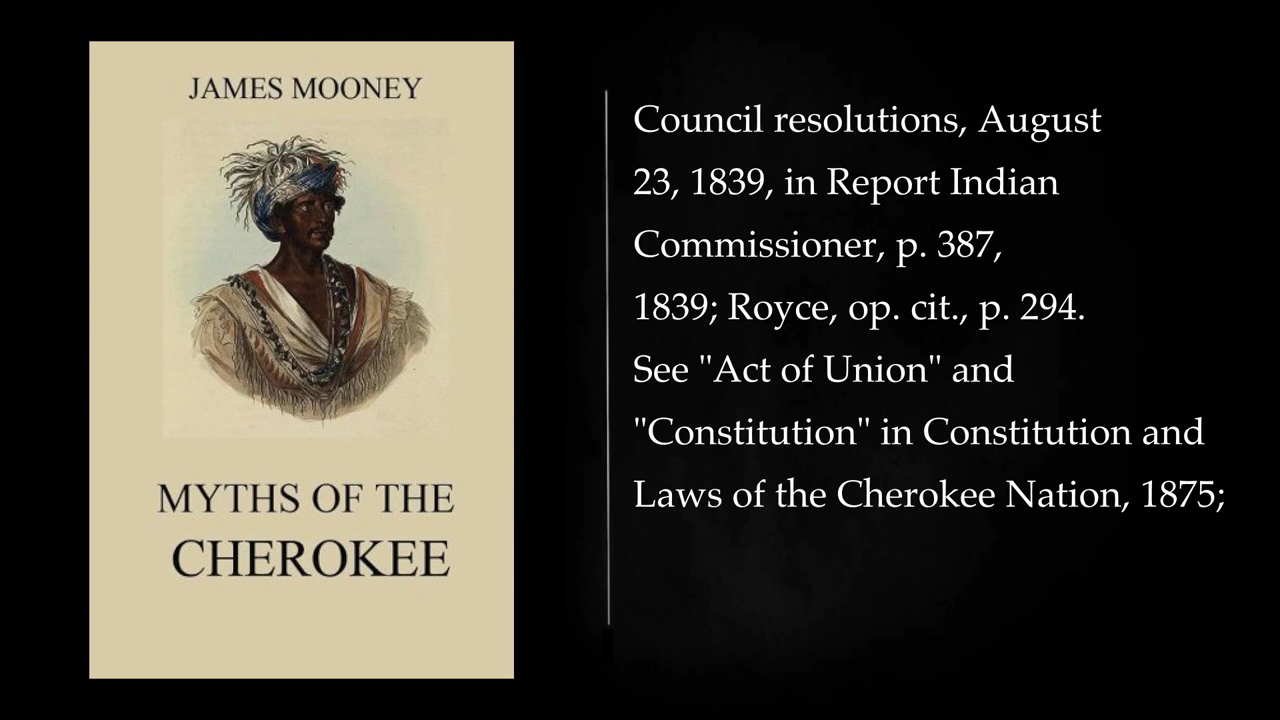 JAMES MOONEY
MYTHS OF THE
CHEROKEE
Council resolutions, August
23, 1839, in Report Indian
Commissioner, p. 387,
1839; Royce, op. cit., p. 294.
See "Act of Union" and
"Constitution" in Constitution and
Laws of the Cherokee Nation, 1875;